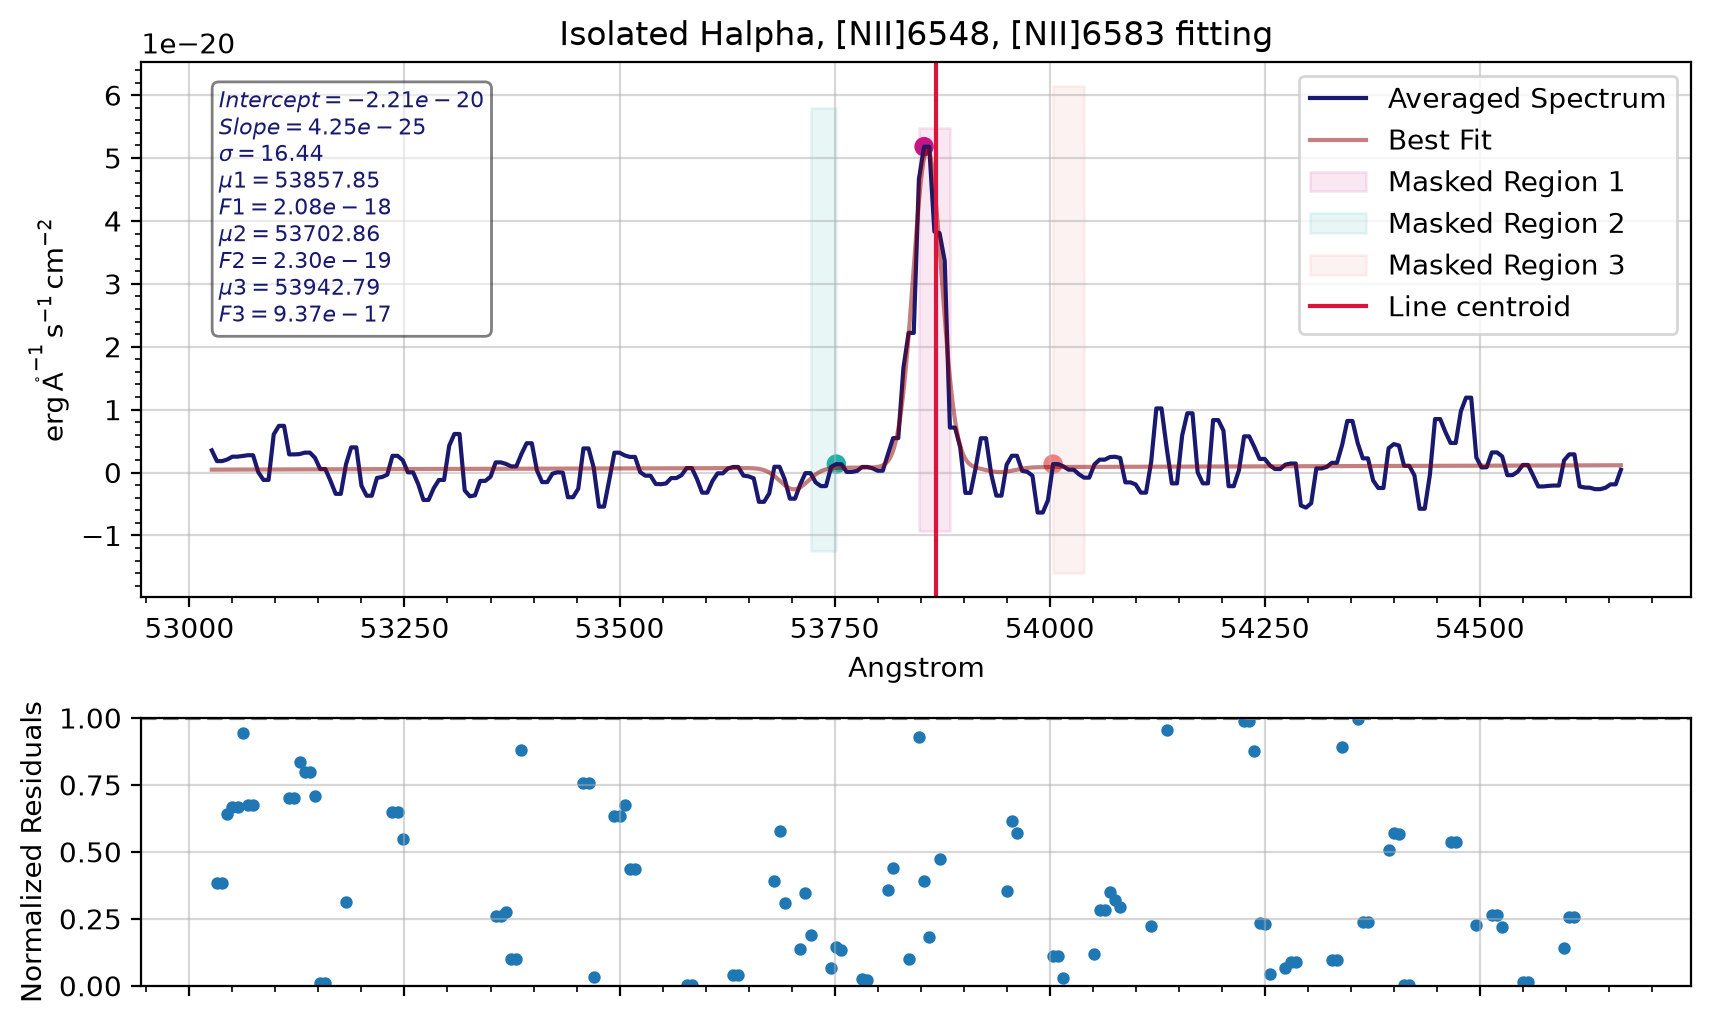 Isolated Halpha, [NII]6548, [NII]6583 fitting
1e−20
6
5
4
3
2
1
0
−1
erg Å⁻¹ s⁻¹ cm⁻²
Intercept = −2.21e − 20
Slope = 4.25e − 25
σ = 16.44
μ1 = 53857.85
F1 = 2.08e − 18
μ2 = 53702.86
F2 = 2.30e − 19
μ3 = 53942.79
F3 = 9.37e − 17
Averaged Spectrum
Best Fit
Masked Region 1
Masked Region 2
Masked Region 3
Line centroid
53000 53250 53500 53750 54000 54250 54500
Angstrom
Normalized Residuals
1.00
0.75
0.50
0.25
0.00